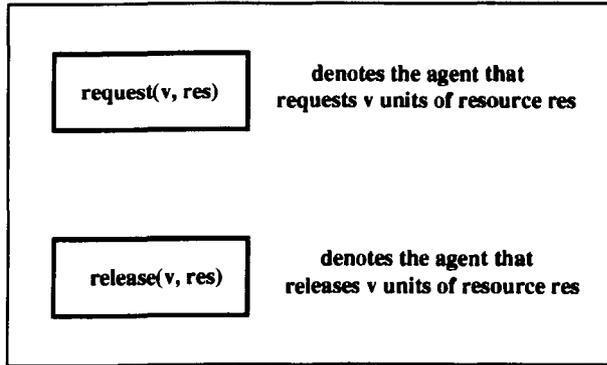 request(v, res)
denotes the agent that
requests v units of resource res
release(v, res)
denotes the agent that
releases v units of resource res